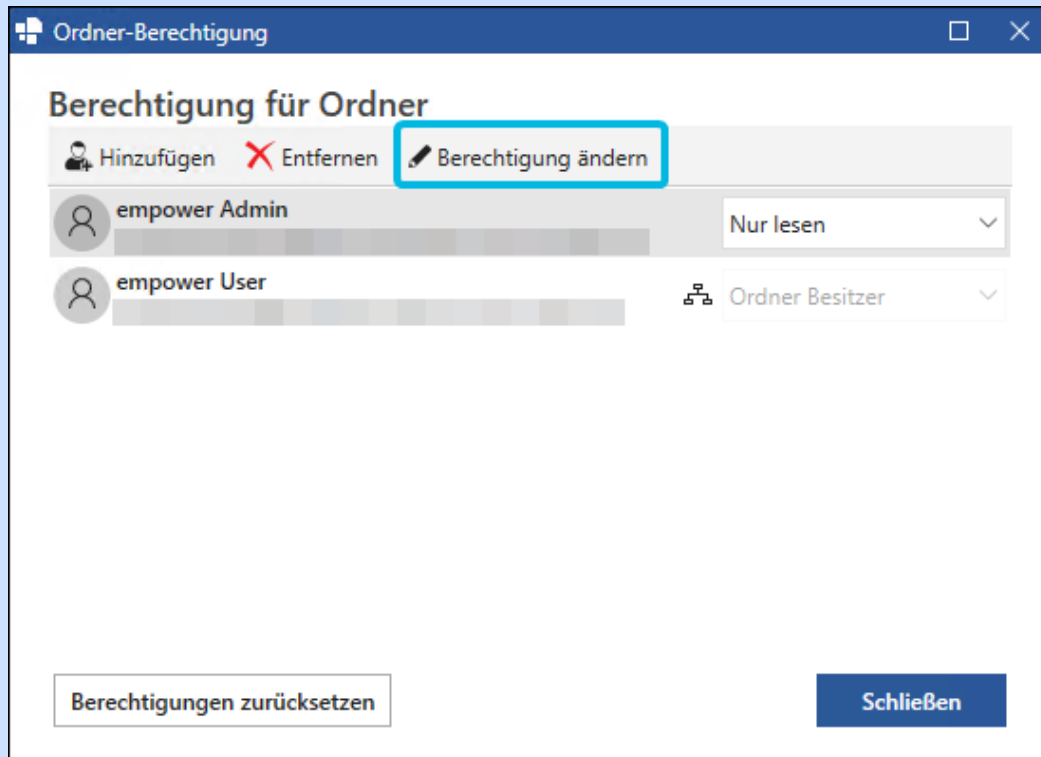 Ordner-Berechtigung
Berechtigung für Ordner
Hinzufügen Entfernen Berechtigung ändern
empower Admin
Nur lesen
empower User
Ordner Besitzer
Berechtigungen zurücksetzen Schließen